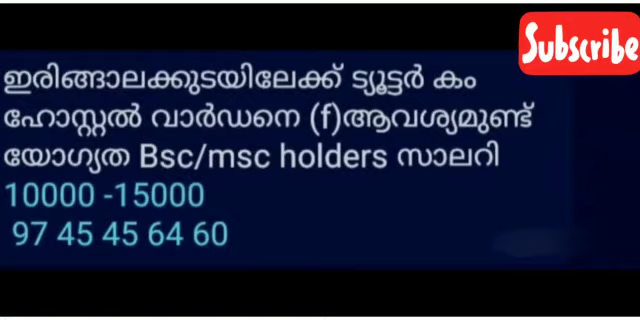 Subscribe
ഇരിങ്ങാലക്കുടയിലേക്ക് ട്യൂട്ടർ കം
ഹോസ്റ്റൽ വാർഡനെ (f)ആവശ്യമുണ്ട്
യോഗ്യത Bsc/msc holders സാലറി
10000 -15000
97 45 45 64 60